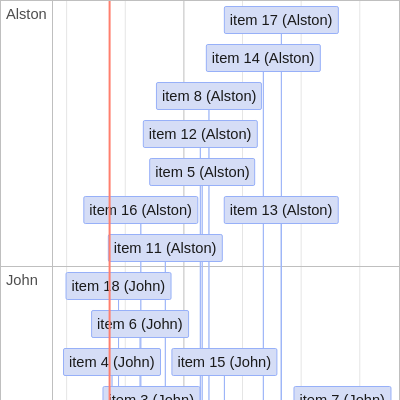 Alston
item 17 (Alston)
item 14 (Alston)
item 8 (Alston)
item 12 (Alston)
item 5 (Alston)
item 16 (Alston)
item 13 (Alston)
item 11 (Alston)
John
item 18 (John)
item 6 (John)
item 4 (John)
item 15 (John)
item 3 (John)
item 7 (John)